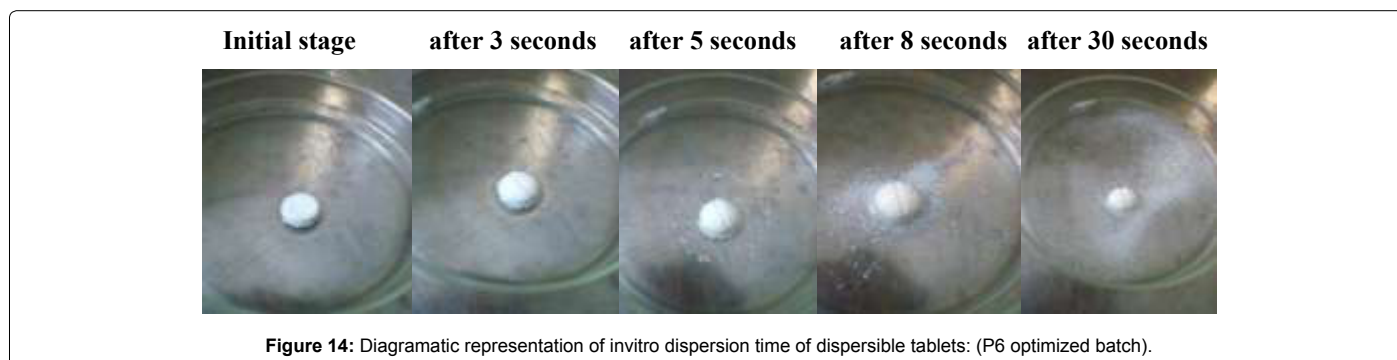 Initial stage after 3 seconds after 5 seconds after 8 seconds after 30 seconds
Figure 14: Diagramatic representation of invitro dispersion time of dispersible tablets: (P6 optimized batch).